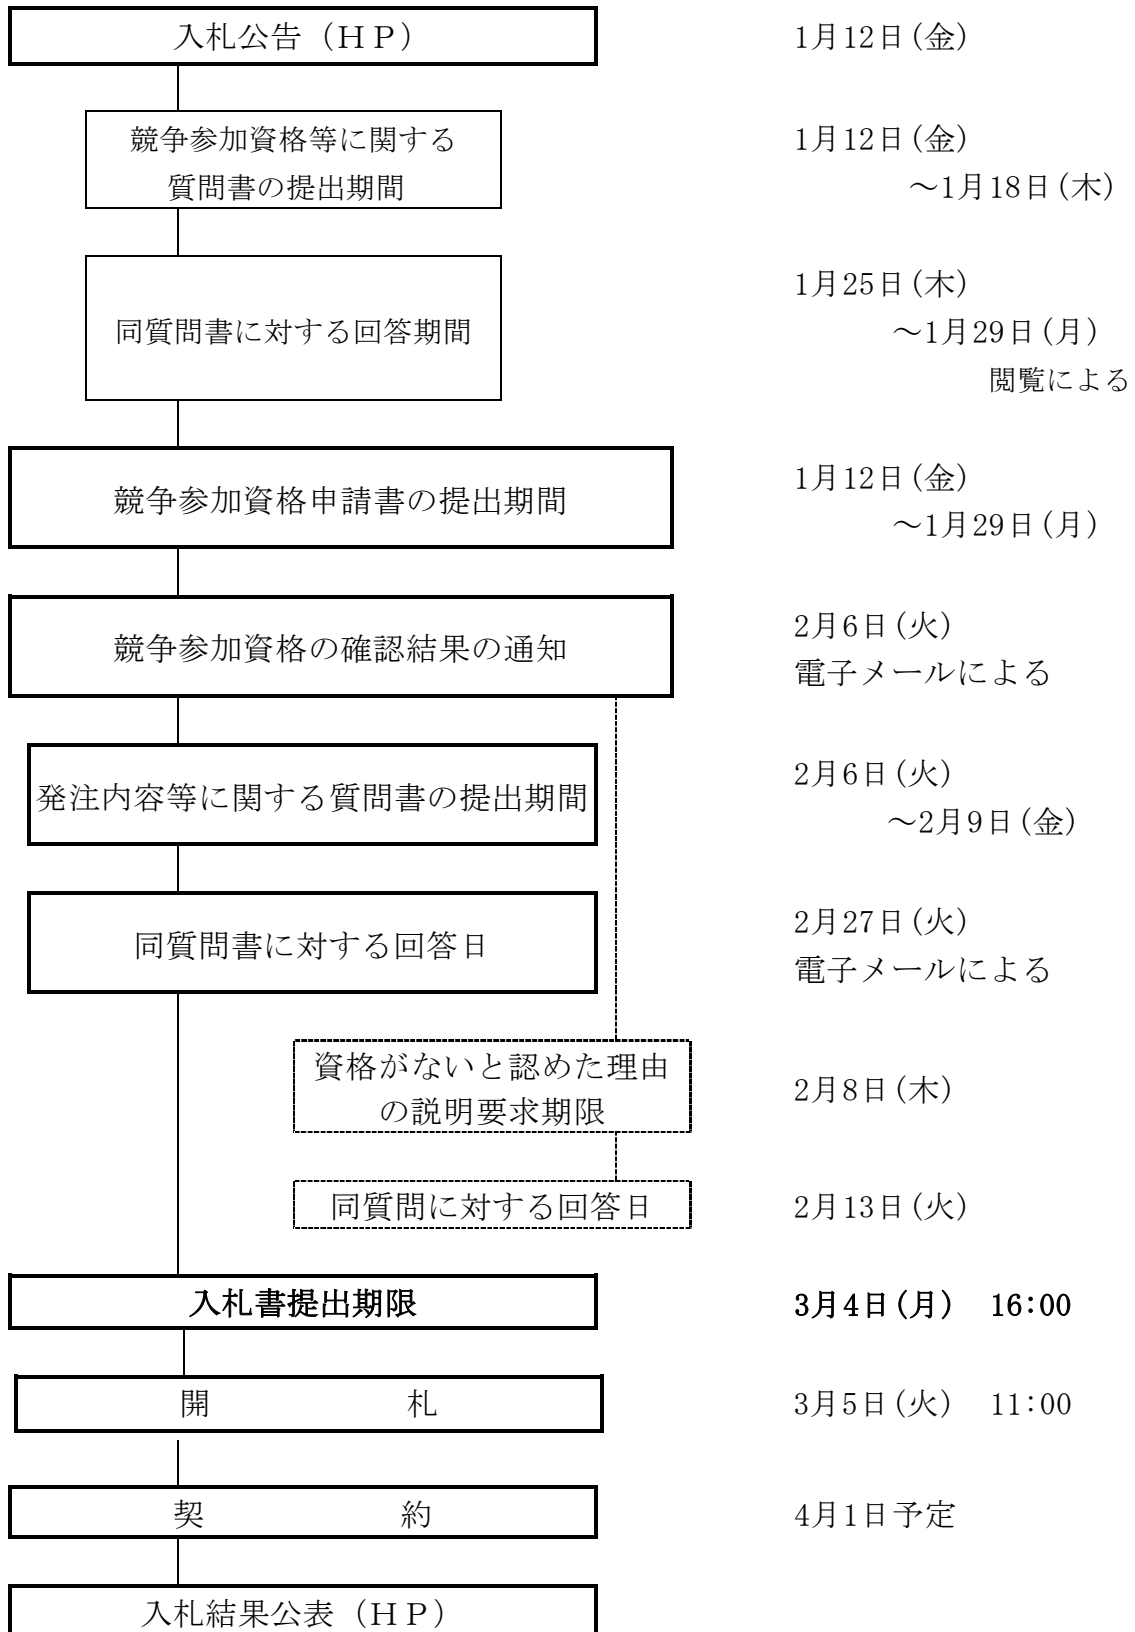 入札公告（ＨＰ）　1月12日(金)
競争参加資格等に関する　1月12日(金)
質問書の提出期間　～1月18日(木)
1月25日(木)
同質問書に対する回答期間　～1月29日(月)
閲覧による
競争参加資格申請書の提出期間　1月12日(金)
～1月29日(月)
競争参加資格の確認結果の通知　2月6日(火)
電子メールによる
発注内容等に関する質問書の提出期間　2月6日(火)
～2月9日(金)
同質問書に対する回答日　2月27日(火)
電子メールによる
資格がないと認めた理由
の説明要求期限　2月8日(木)
同質問に対する回答日　2月13日(火)
入札書提出期限　3月4日(月)　16:00
開　札　3月5日(火)　11:00
契　約　4月1日予定
入札結果公表（ＨＰ）